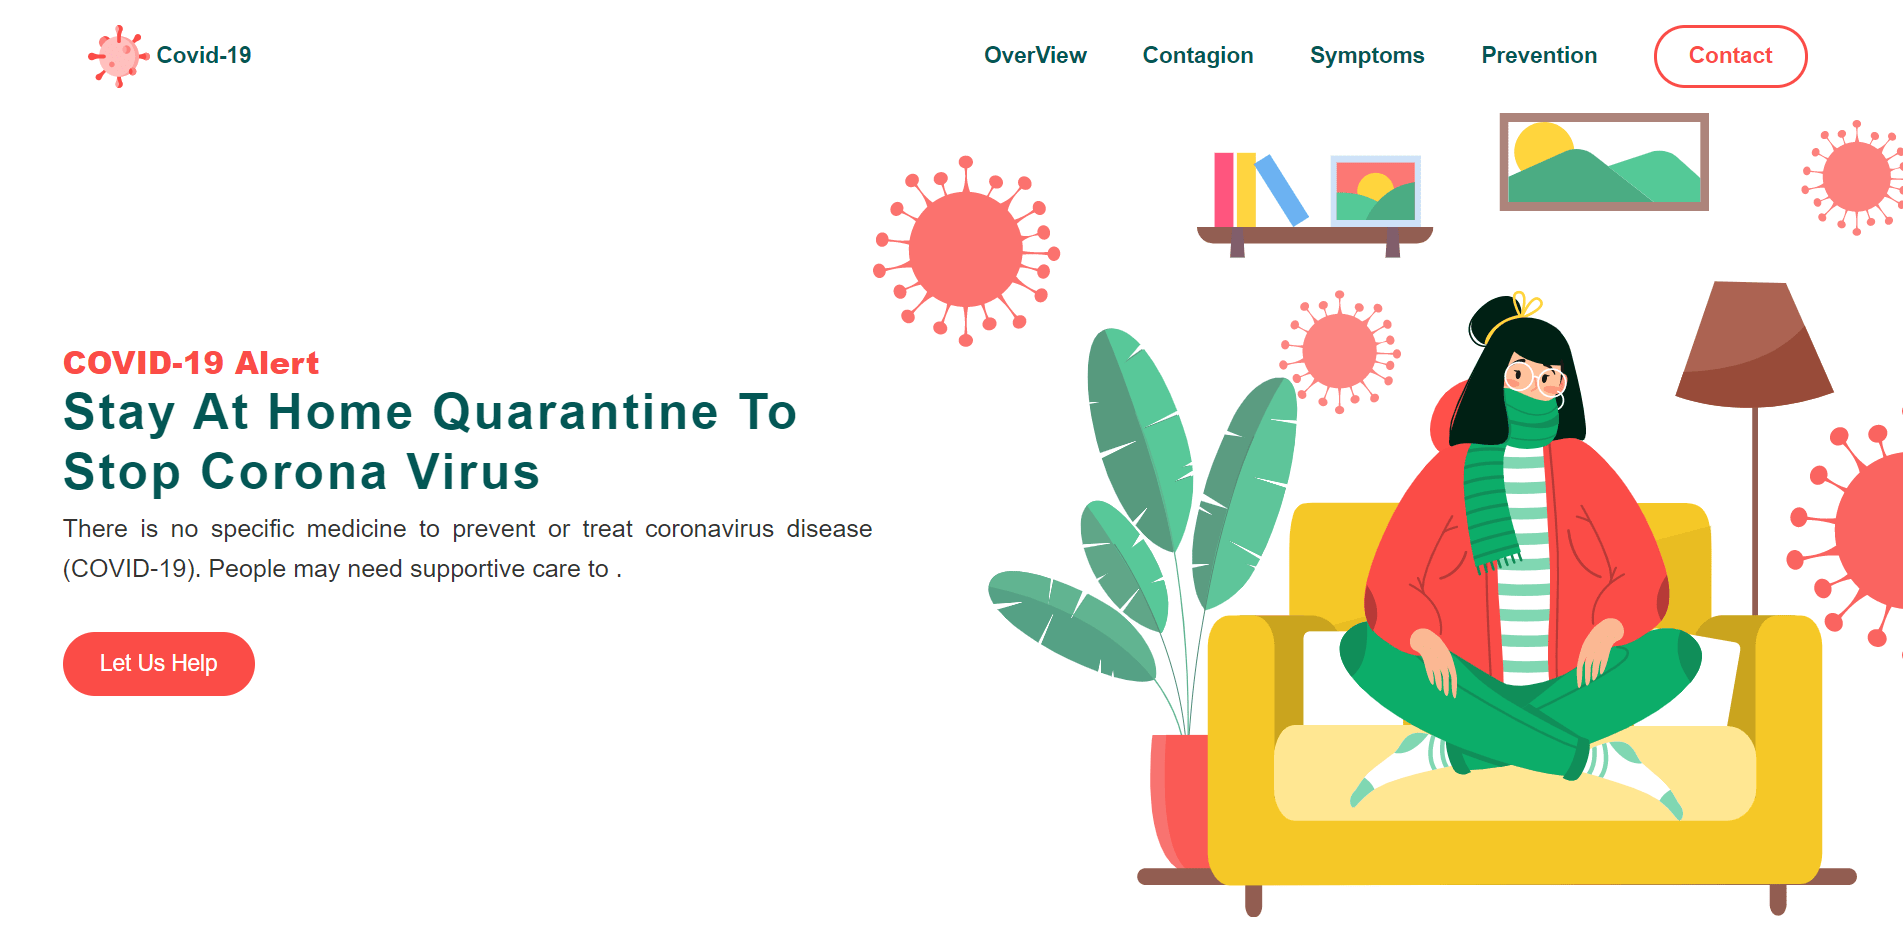 Covid-19
OverView
Contagion
Symptoms
Prevention
Contact
COVID-19 Alert
Stay At Home Quarantine To
Stop Corona Virus
There is no specific medicine to prevent or treat coronavirus disease
(COVID-19). People may need supportive care to .
Let Us Help